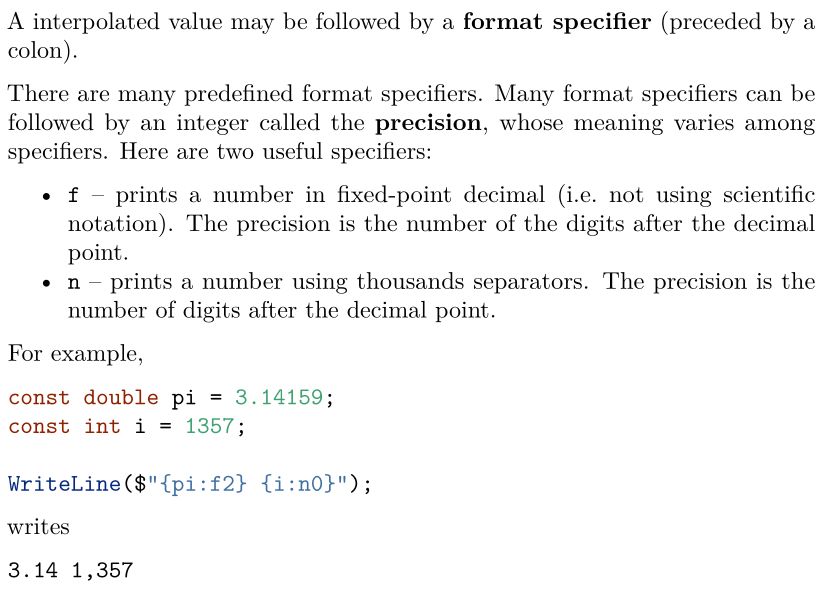 A interpolated value may be followed by a format specifier (preceded by a
colon).
There are many predefined format specifiers. Many format specifiers can be
followed by an integer called the precision, whose meaning varies among
specifiers. Here are two useful specifiers:
• f – prints a number in fixed-point decimal (i.e. not using scientific
notation). The precision is the number of the digits after the decimal
point.
• n – prints a number using thousands separators. The precision is the
number of digits after the decimal point.
For example,
const double pi = 3.14159;
const int i = 1357;
WriteLine($"{pi:f2} {i:n0}");
writes
3.14 1,357